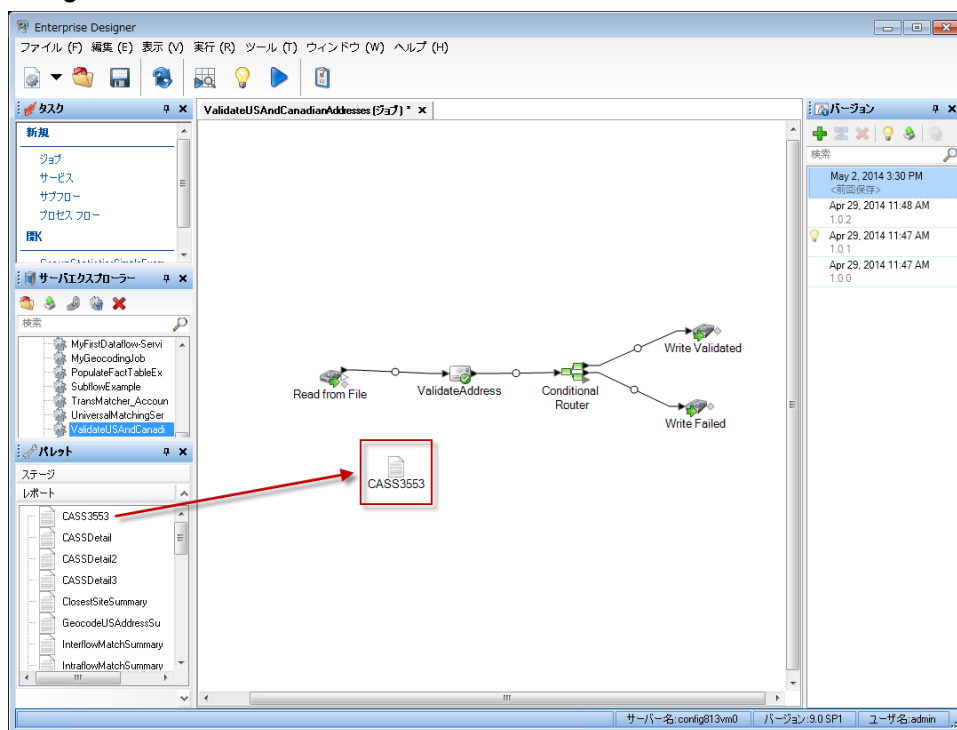 Enterprise Designer
ファイル (F) 編集 (E) 表示 (V) 実行 (R) ツール (T) ウィンドウ (W) ヘルプ (H)
タスク
新規
ジョブ
サービス
サブフロー
プロセス フロー
開く
サーバエクスプローラー
検索
MyFirstDataflow-Servi
MyGeocodingJob
PopulateFactTableEx
SubflowExample
TransMatcher_Accoun
UniversalMatchingSer
ValidateUSAndCanadi
パレット
ステージ
レポート
CASS3553
CASSDetail
CASSDetail2
CASSDetail3
ClosestSiteSummary
GeocodeUSAddressSu
InterflowMatchSummary
IntraflowMatchSummary
ValidateUSAndCanadianAddresses (ジョブ) *
Read from File
ValidateAddress
Conditional
Router
Write Validated
Write Failed
CASS3553
バージョン
検索
May 2, 2014 3:30 PM
<前回保存>
Apr 29, 2014 11:48 AM
1.0.2
Apr 29, 2014 11:47 AM
1.0.1
Apr 29, 2014 11:47 AM
1.0.0
サーバー名: config813vm0 バージョン:9.0 SP1 ユーザ名:admin